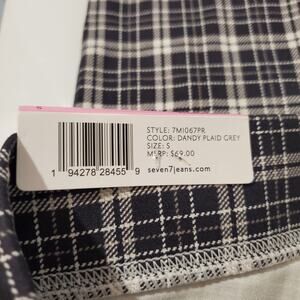 STYLE: 7MI067PR
COLOR: DANDY PLAID GREY
SIZE: S
MSRP: $69.00
seven7jeans.com
1 94278 28455 9